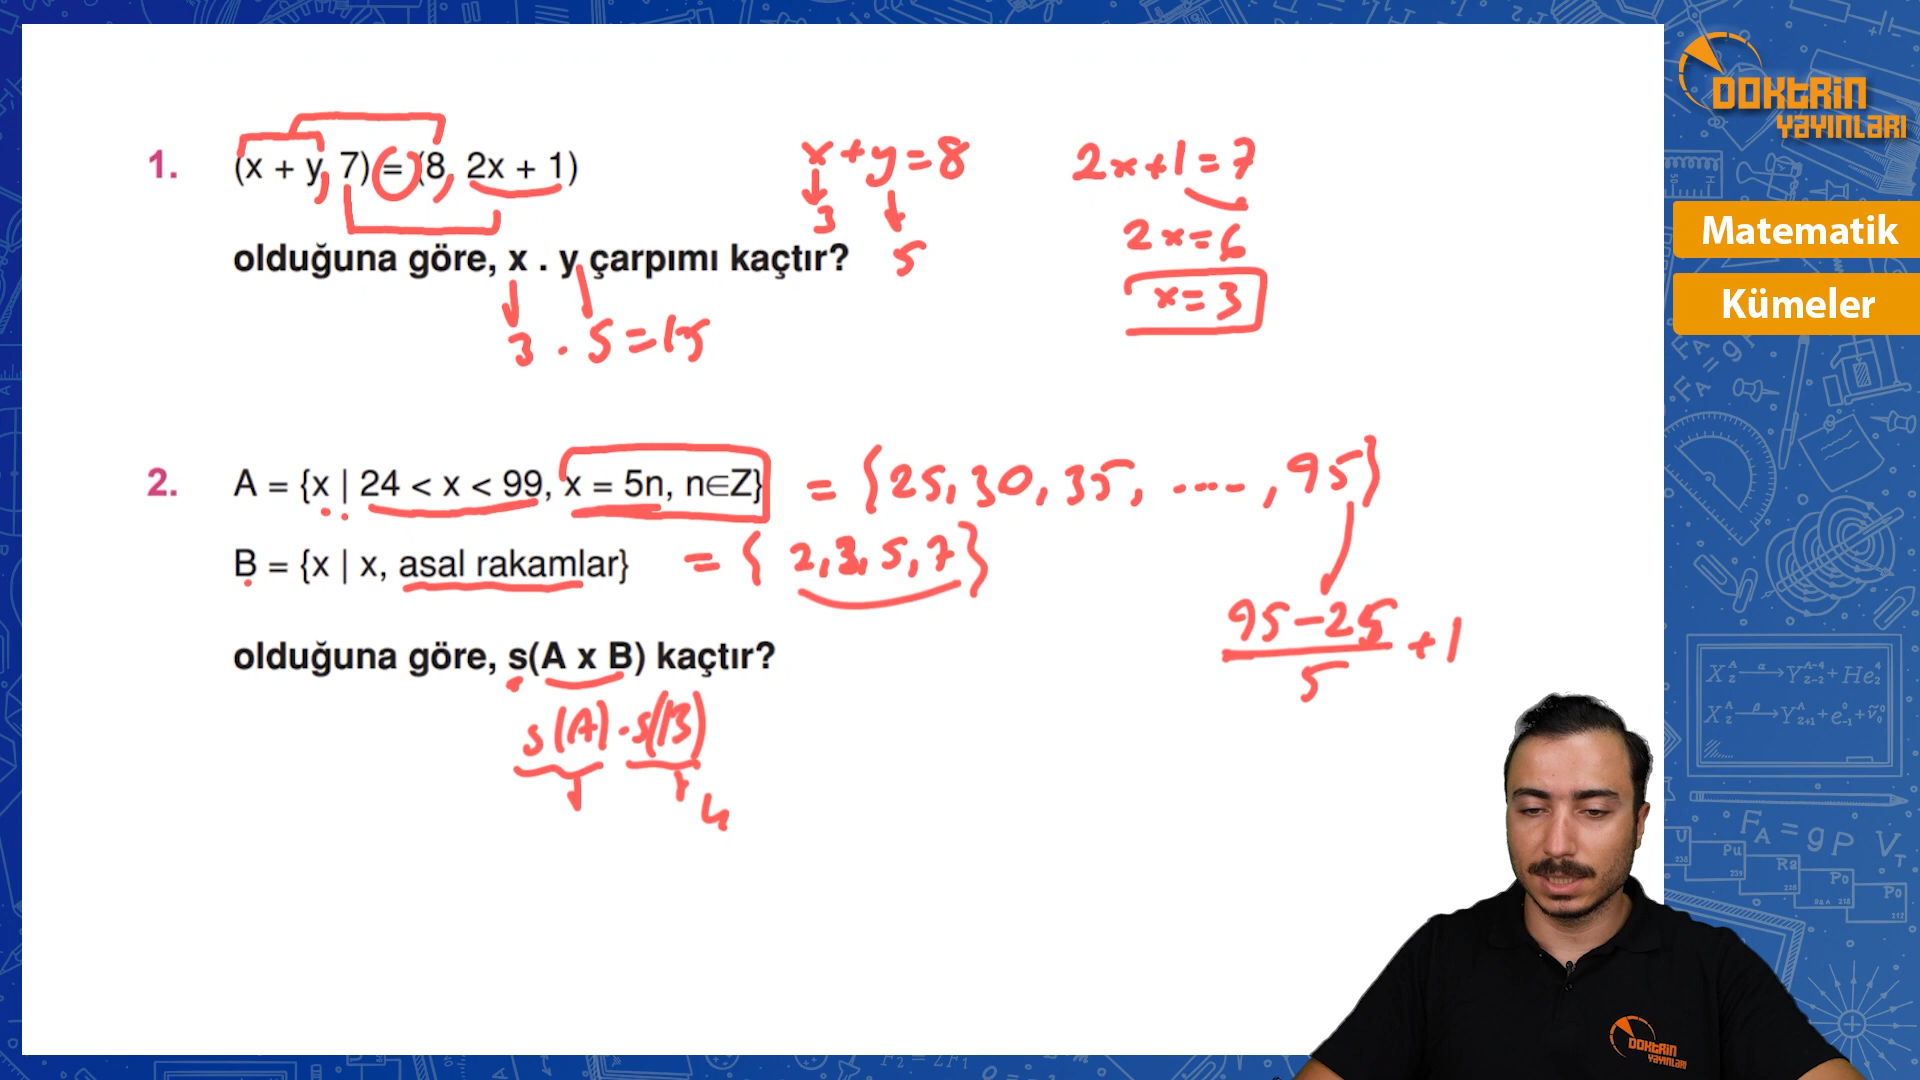 1. (x + y, 7) = (8, 2x + 1)
x+y=8
3
5
2x+1=7
2x=6
x=3
olduğuna göre, x . y çarpımı kaçtır?
3 . 5 = 15
2. A = {x | 24 < x < 99, x = 5n, n∈Z}
= {25, 30, 35, ...., 95}
B = {x | x, asal rakamlar}
= {2, 3, 5, 7}
95-25
5
+1
olduğuna göre, s(A x B) kaçtır?
s(A) . s(B)
4
DOKTRİN
YAYINLARI
Matematik
Kümeler
DOKTRİN
YAYINLARI